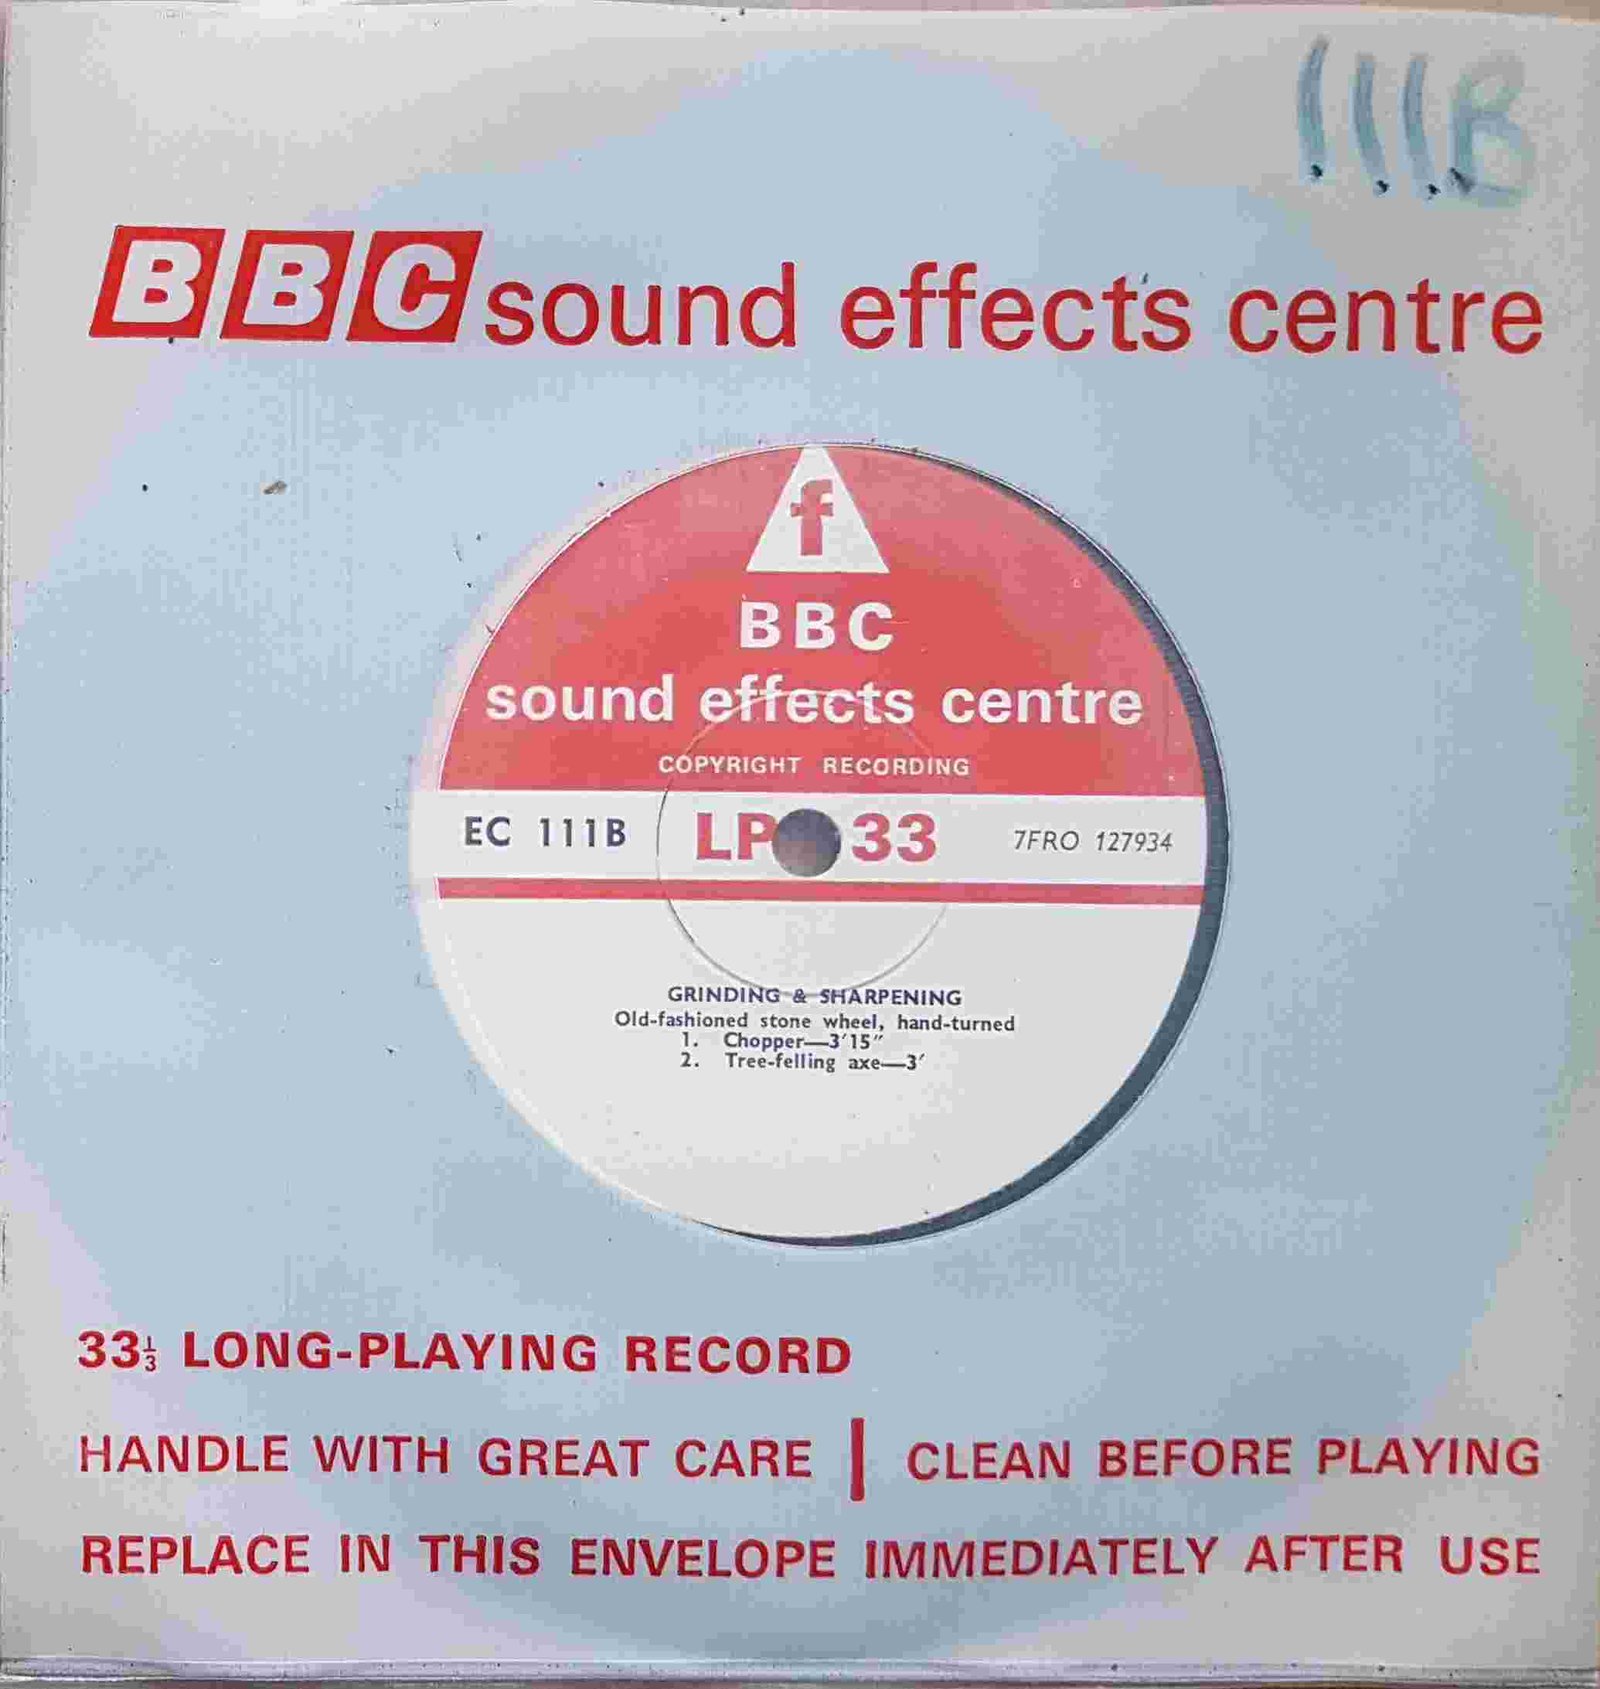 111B
BBC sound effects centre
f
BBC
sound effects centre
COPYRIGHT RECORDING
EC 111B LP 33 7FRO 127934
GRINDING & SHARPENING
Old-fashioned stone wheel, hand-turned
1. Chopper—3′15″
2. Tree-felling axe—3′
33⅓ LONG-PLAYING RECORD
HANDLE WITH GREAT CARE | CLEAN BEFORE PLAYING
REPLACE IN THIS ENVELOPE IMMEDIATELY AFTER USE